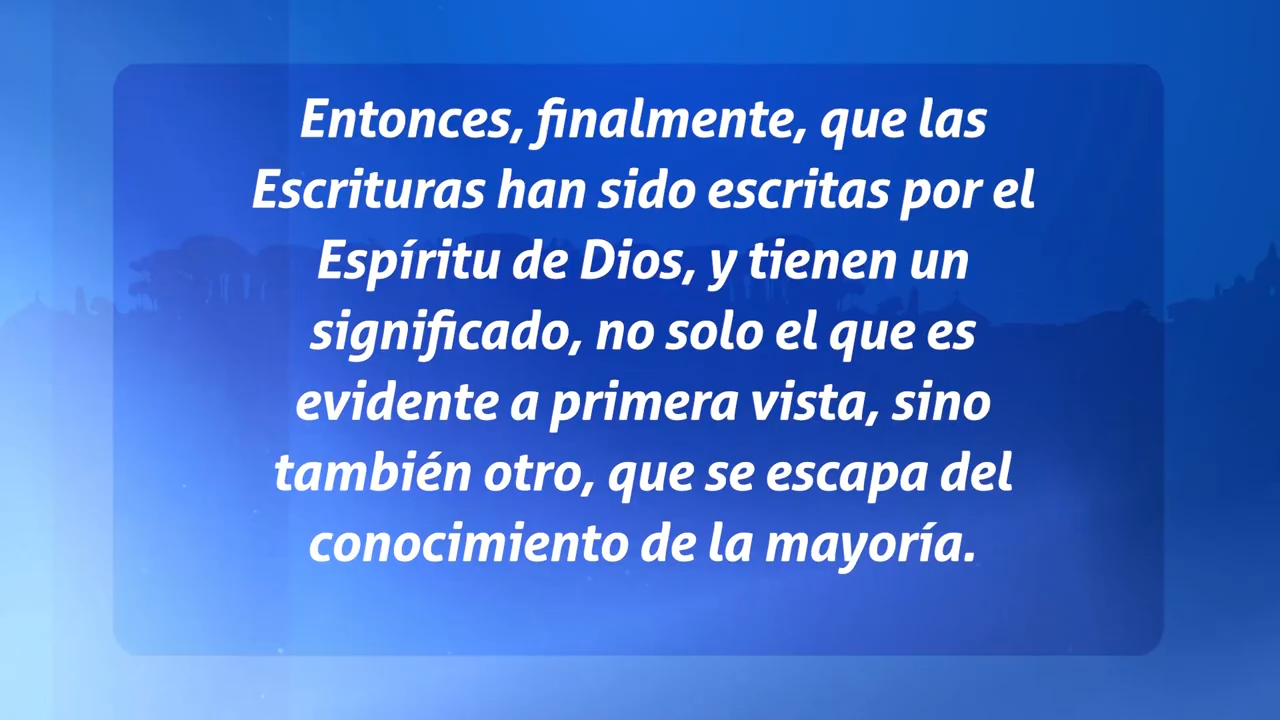 Entonces, finalmente, que las
Escrituras han sido escritas por el
Espíritu de Dios, y tienen un
significado, no solo el que es
evidente a primera vista, sino
también otro, que se escapa del
conocimiento de la mayoría.